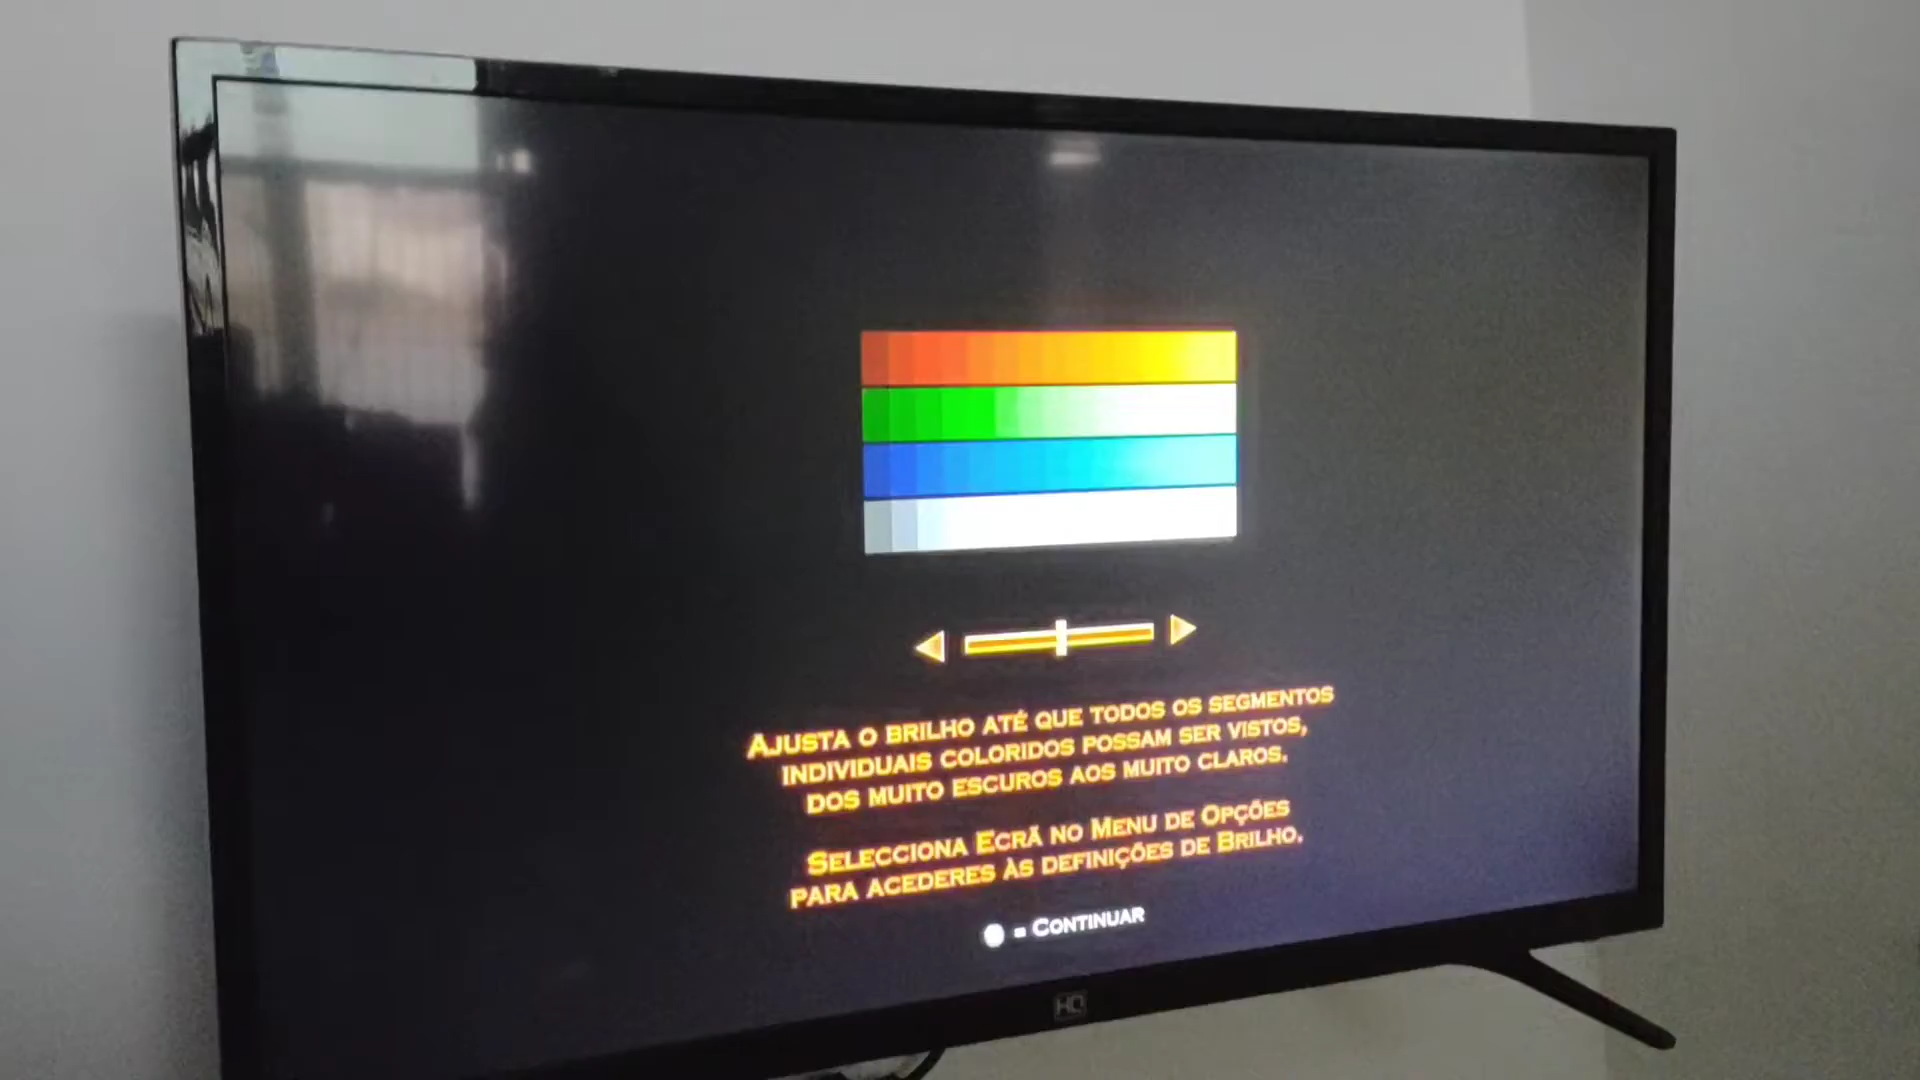 Ajusta o brilho até que todos os segmentos
individuais coloridos possam ser vistos,
dos muito escuros aos muito claros.
Selecciona Ecrã no Menu de Opções
para acederes às definições de Brilho.
= Continuar
HQ